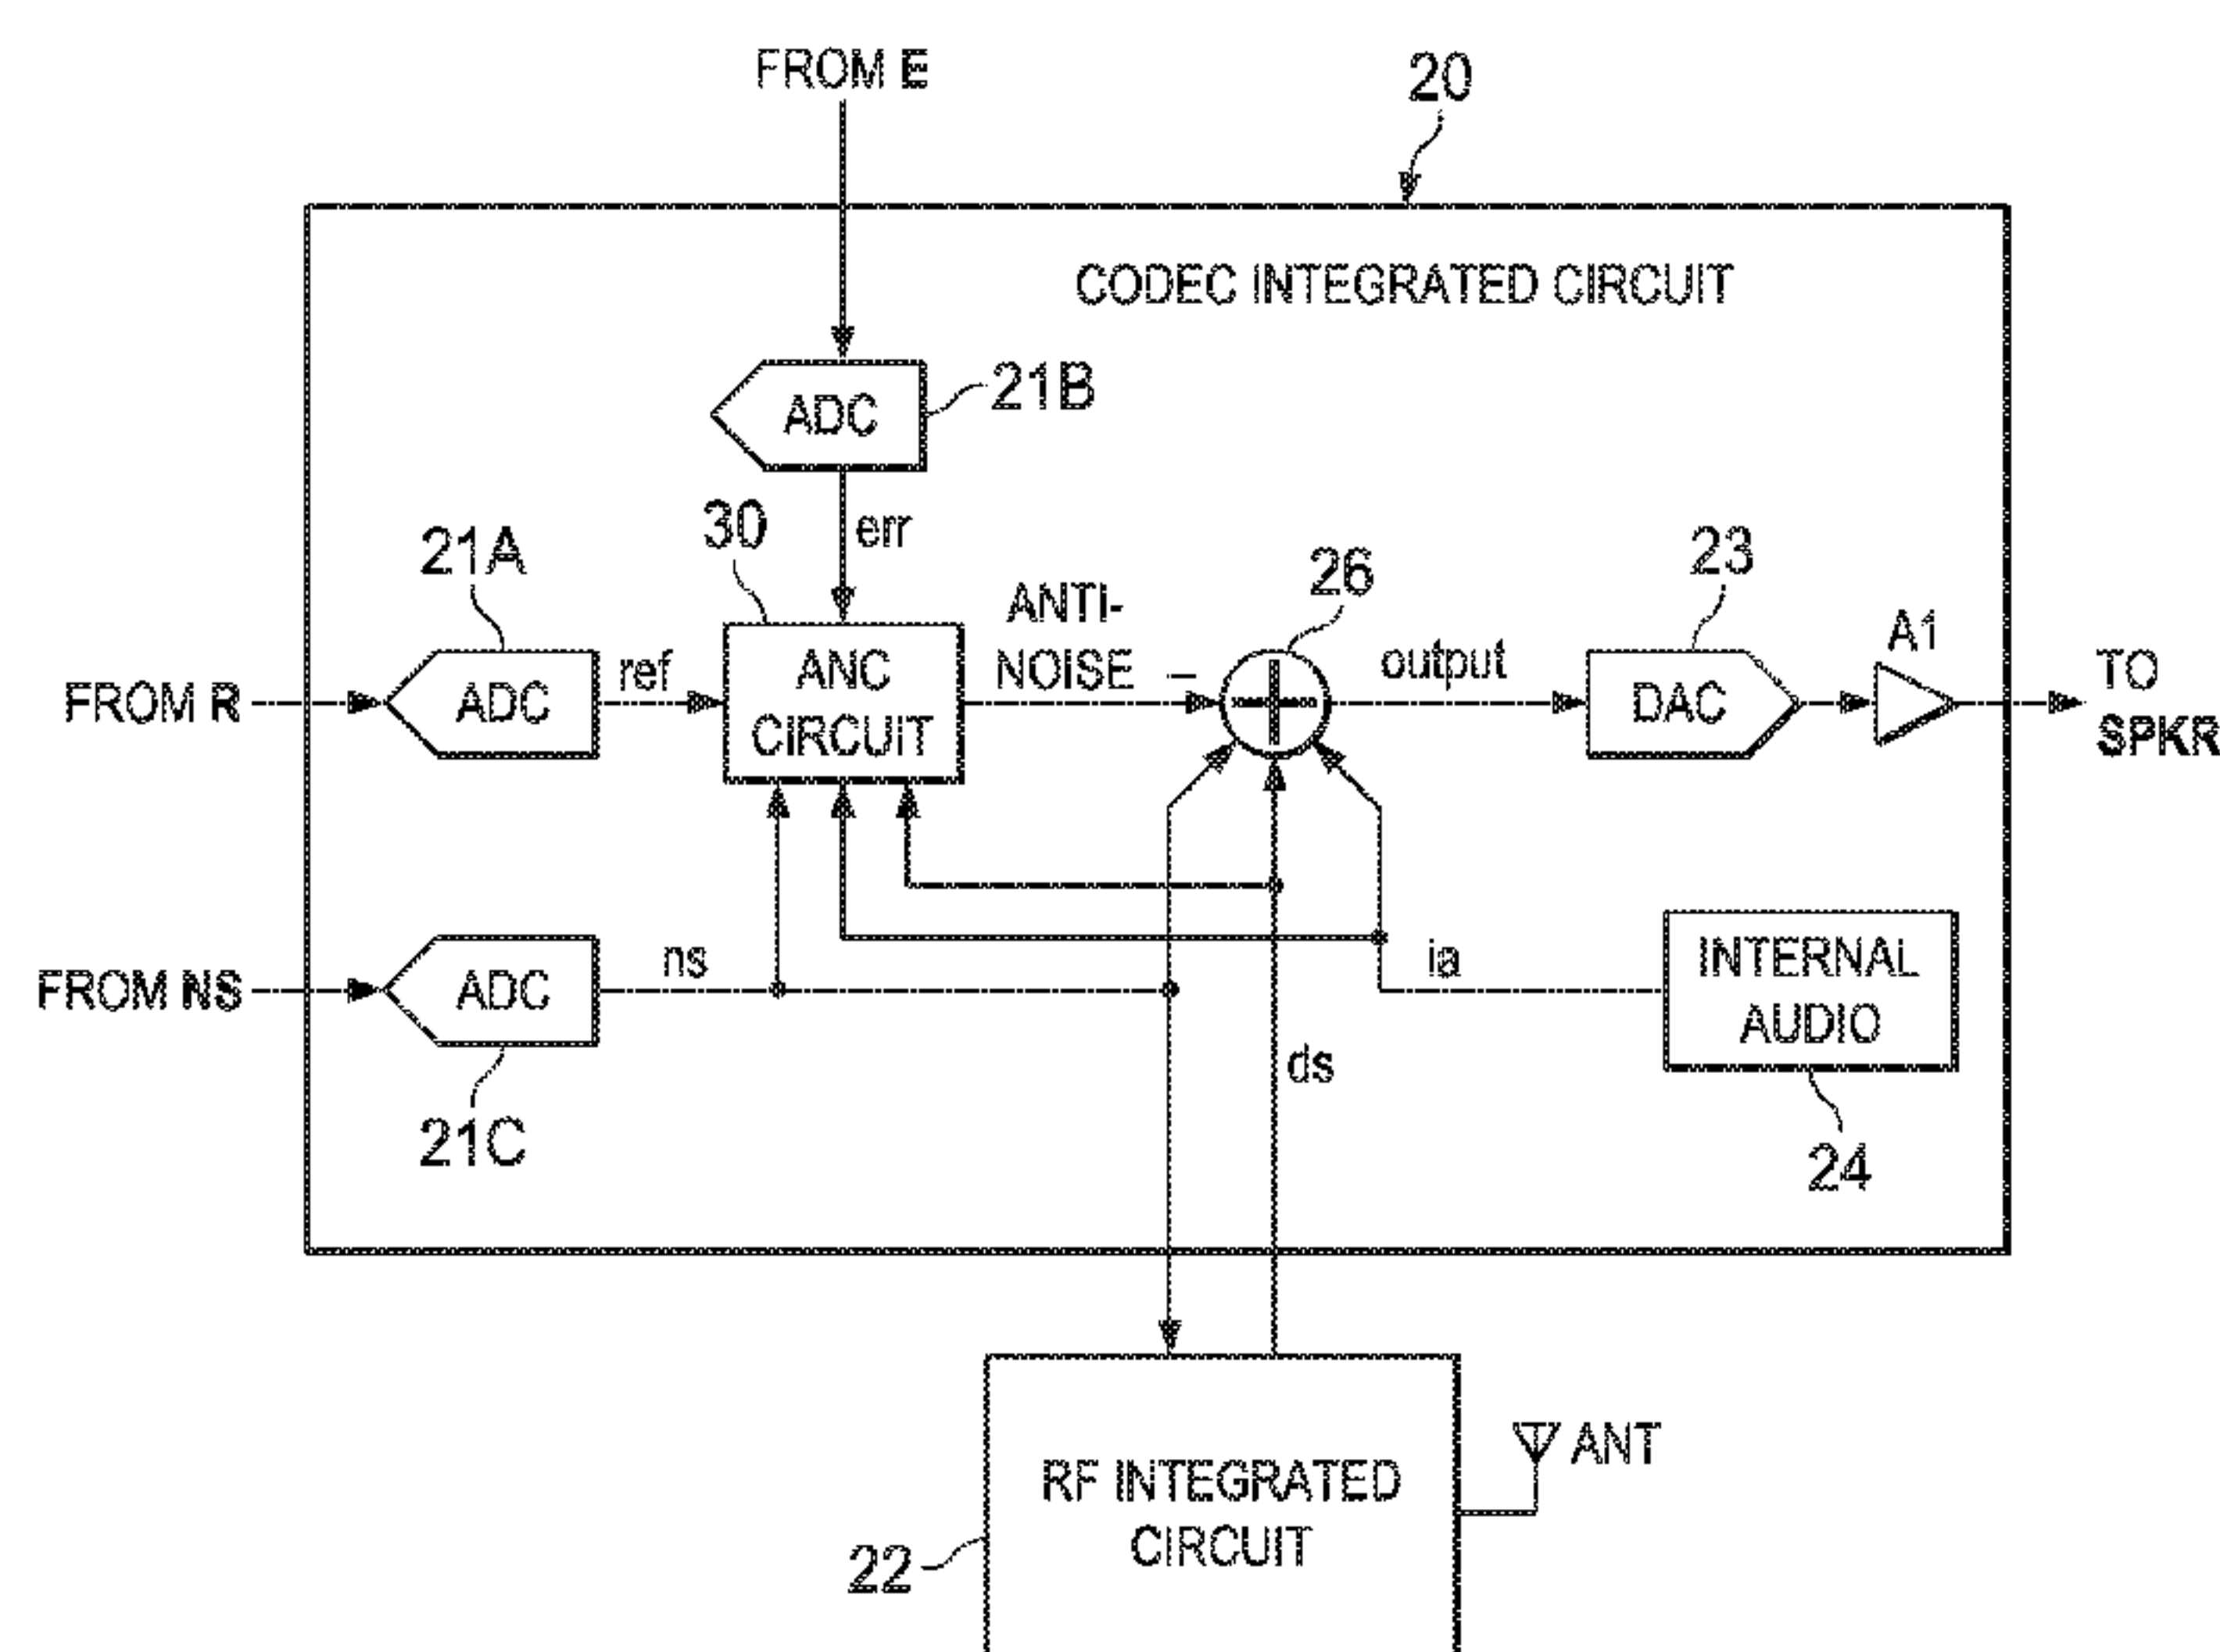 FROM E
20
CODEC INTEGRATED CIRCUIT
ADC
21B
30
err
21A
ANTI-
NOISE
26
23
A1
FROM R
ADC
ref
ANC
CIRCUIT
–
output
DAC
TO
SPKR
FROM NS
ADC
ns
ia
INTERNAL
AUDIO
21C
ds
24
RF INTEGRATED
CIRCUIT
ANT
22